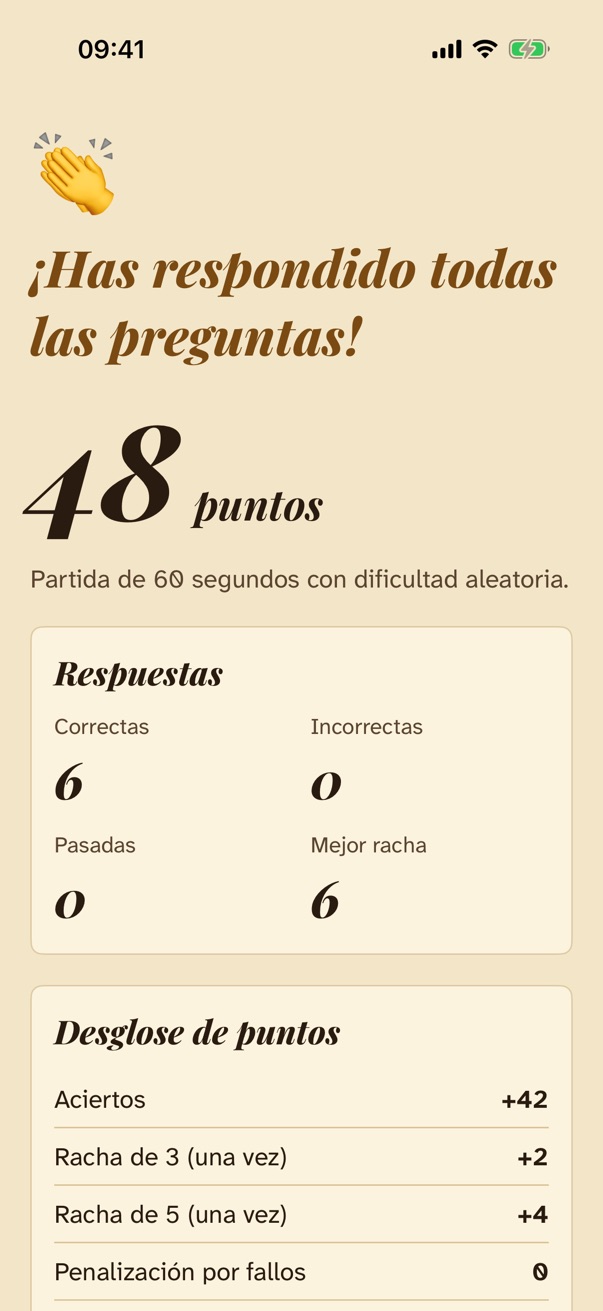 09:41
¡Has respondido todas
las preguntas!
48 puntos
Partida de 60 segundos con dificultad aleatoria.
Respuestas
Correctas Incorrectas
6 0
Pasadas Mejor racha
0 6
Desglose de puntos
Aciertos +42
Racha de 3 (una vez) +2
Racha de 5 (una vez) +4
Penalización por fallos 0